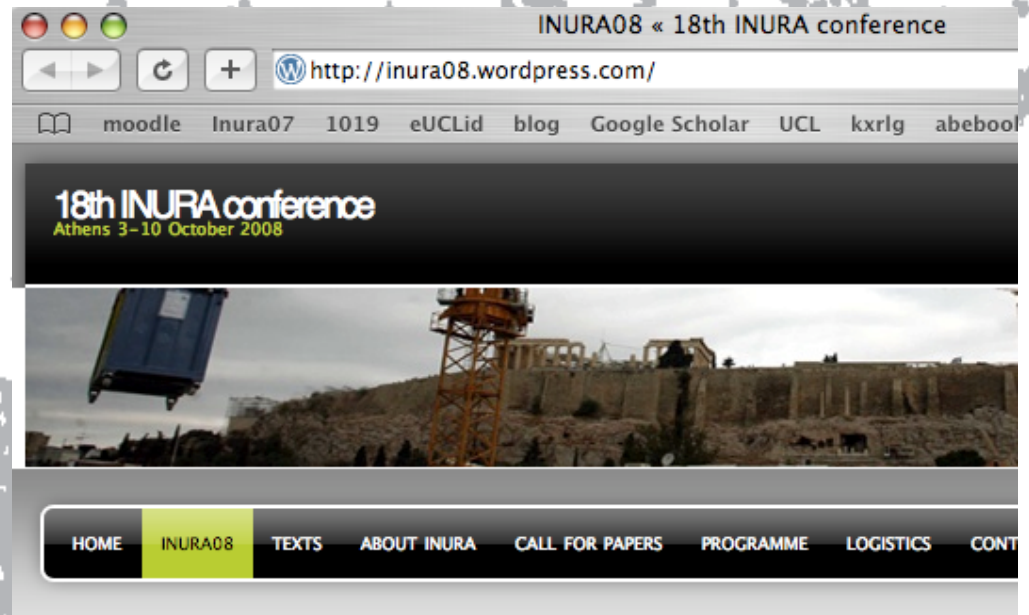 INURA08 « 18th INURA conference
http://inura08.wordpress.com/
moodle Inura07 1019 eUCLid blog Google Scholar UCL kxrlg abebook
18th INURA conference
Athens 3-10 October 2008
HOME INURA08 TEXTS ABOUT INURA CALL FOR PAPERS PROGRAMME LOGISTICS CONT